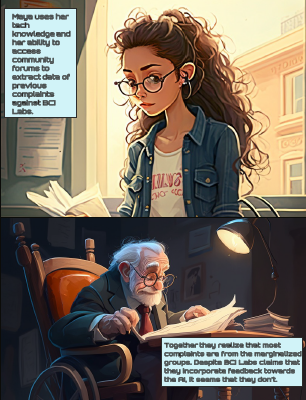 Maya uses her
tech
knowledge and
her ability to
access
community
forums to
extract data of
previous
complaints
against BCI
Labs.
Together they realize that most
complaints are from the marginalized
groups. Despite BCI Labs claims that
they incorporate feedback towards
the AI, it seems that they don't.